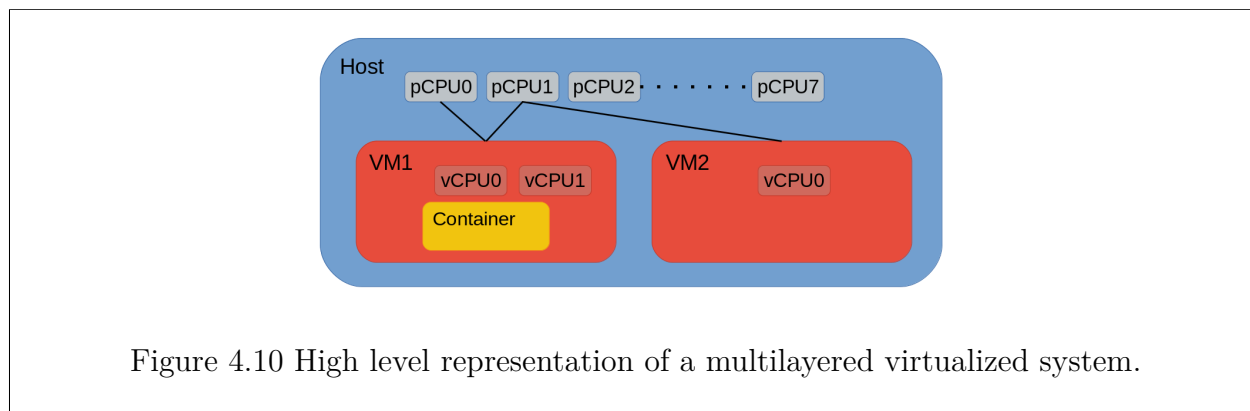 Host
pCPU0 pCPU1 pCPU2 . . . . . . . pCPU7
VM1
vCPU0 vCPU1
Container
VM2
vCPU0
Figure 4.10 High level representation of a multilayered virtualized system.